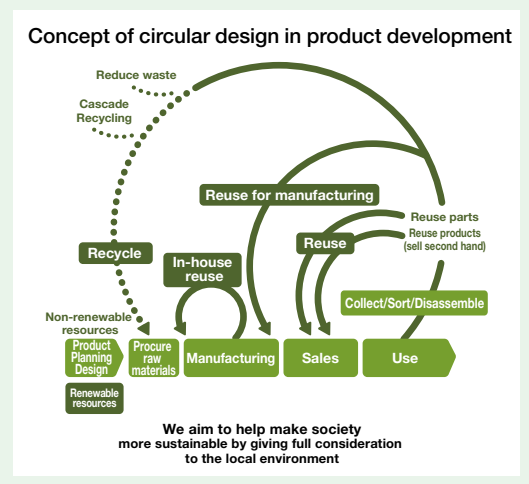 Concept of circular design in product development
Reduce waste
Cascade
Recycling
Reuse for manufacturing
Reuse parts
Reuse products
(sell second hand)
Reuse
Recycle
In-house
reuse
Collect/Sort/Disassemble
Non-renewable
resources
Product
Planning
Design
Procure
raw
materials
Manufacturing
Sales
Use
Renewable
resources
We aim to help make society
more sustainable by giving full consideration
to the local environment